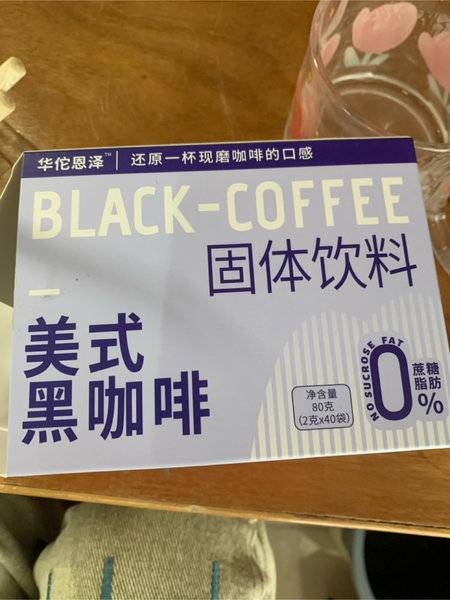 华佗恩泽™ | 还原一杯现磨咖啡的口感
BLACK-COFFEE
固体饮料
美式
黑咖啡
净含量
80克
(2克x40袋)
NO SUCROSE FAT
0%
蔗糖
脂肪